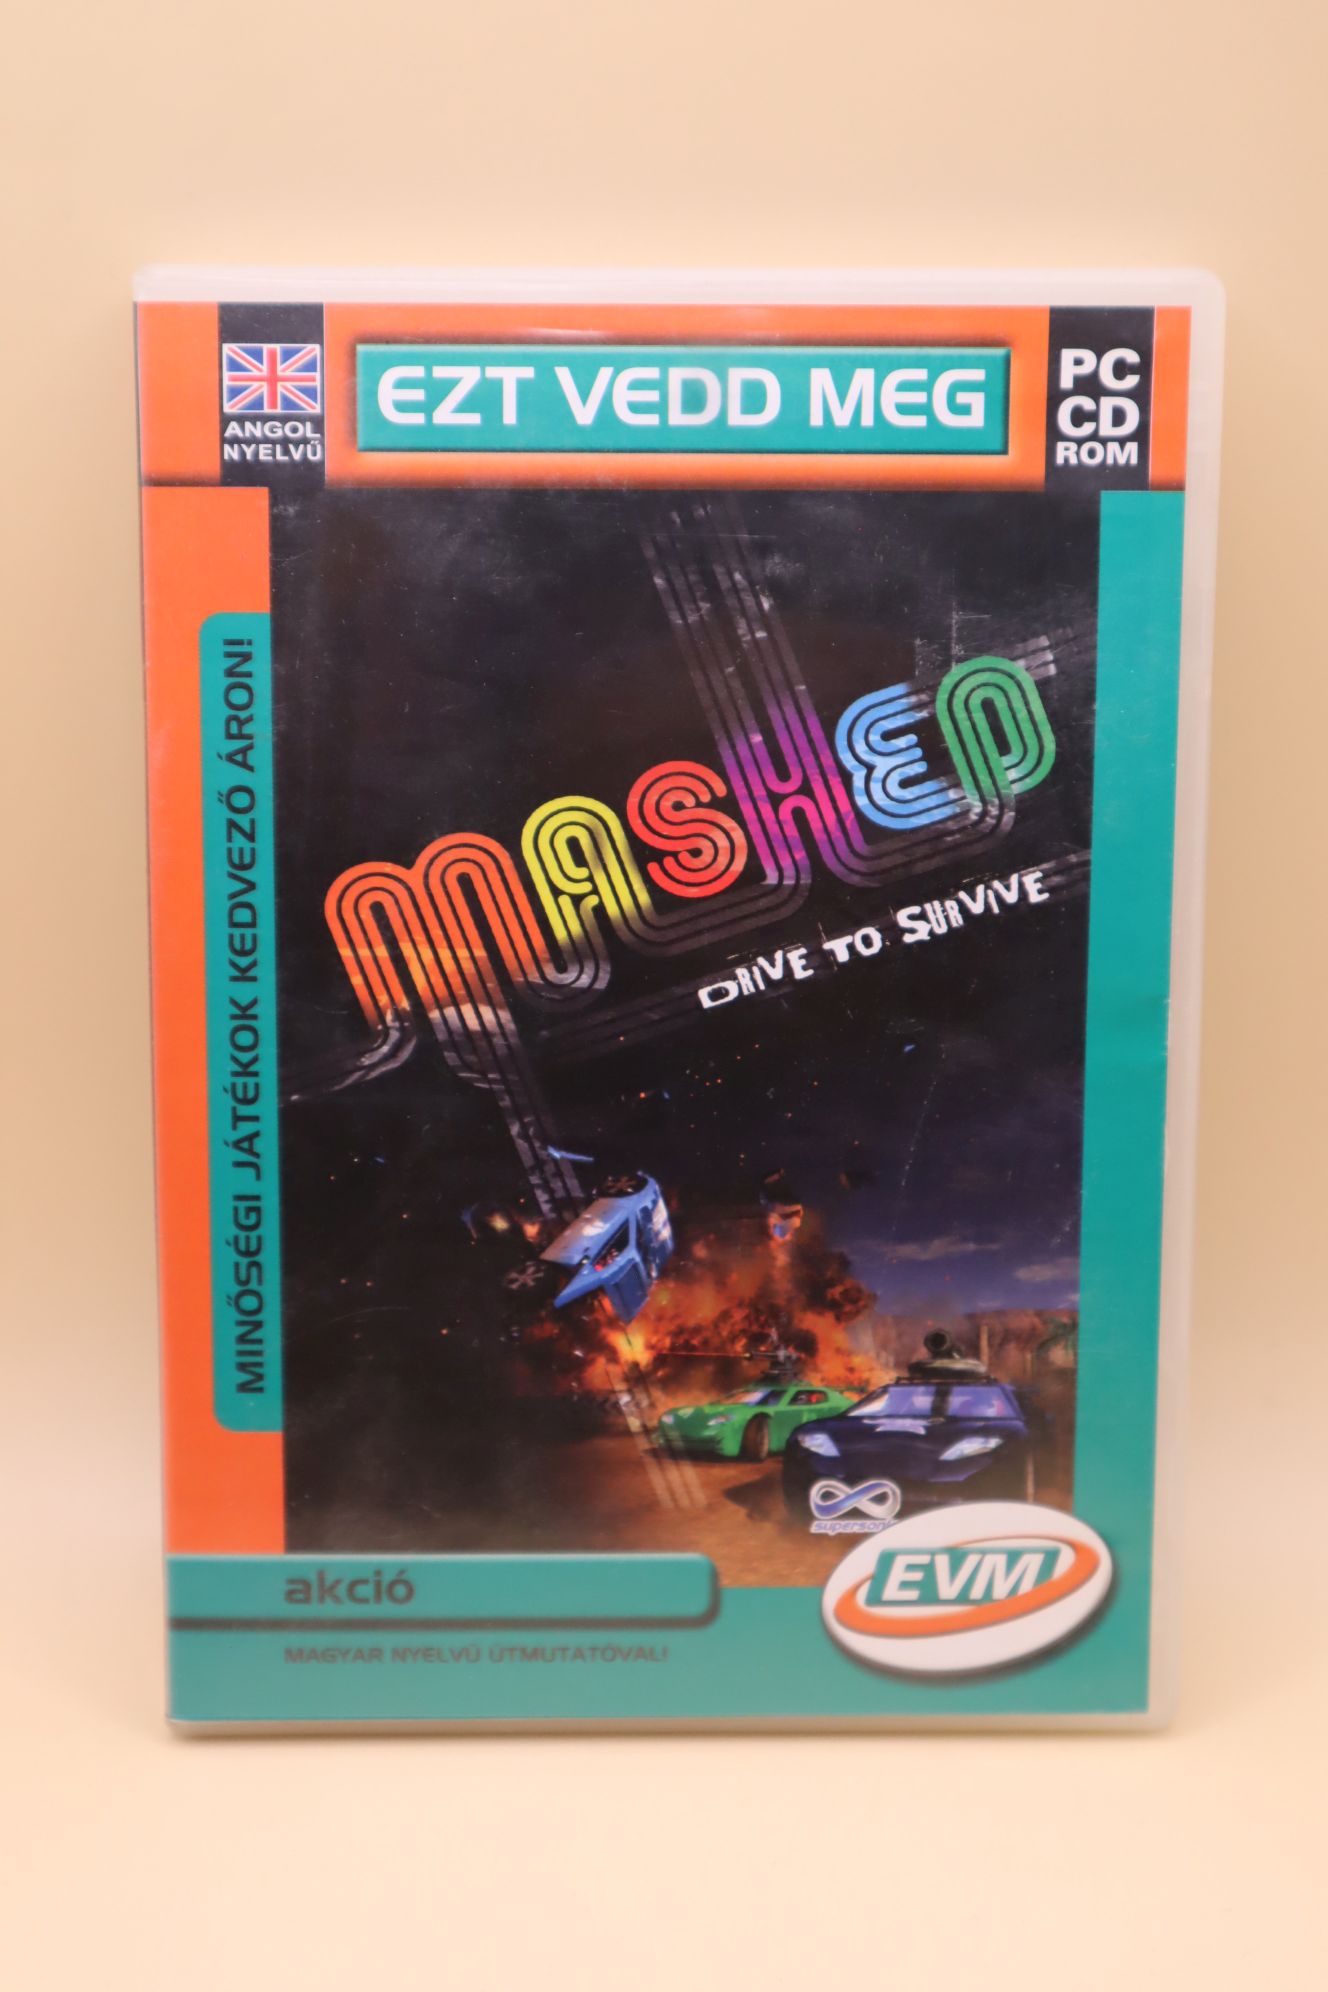 ANGOL
NYELVŰ
EZT VEDD MEG
PC
CD
ROM
MINŐSÉGI JÁTÉKOK KEDVEZŐ ÁRON!
MASHED
DRIVE TO SURVIVE
supersonic
EVM
akció
MAGYAR NYELVŰ ÚTMUTATÓVAL!